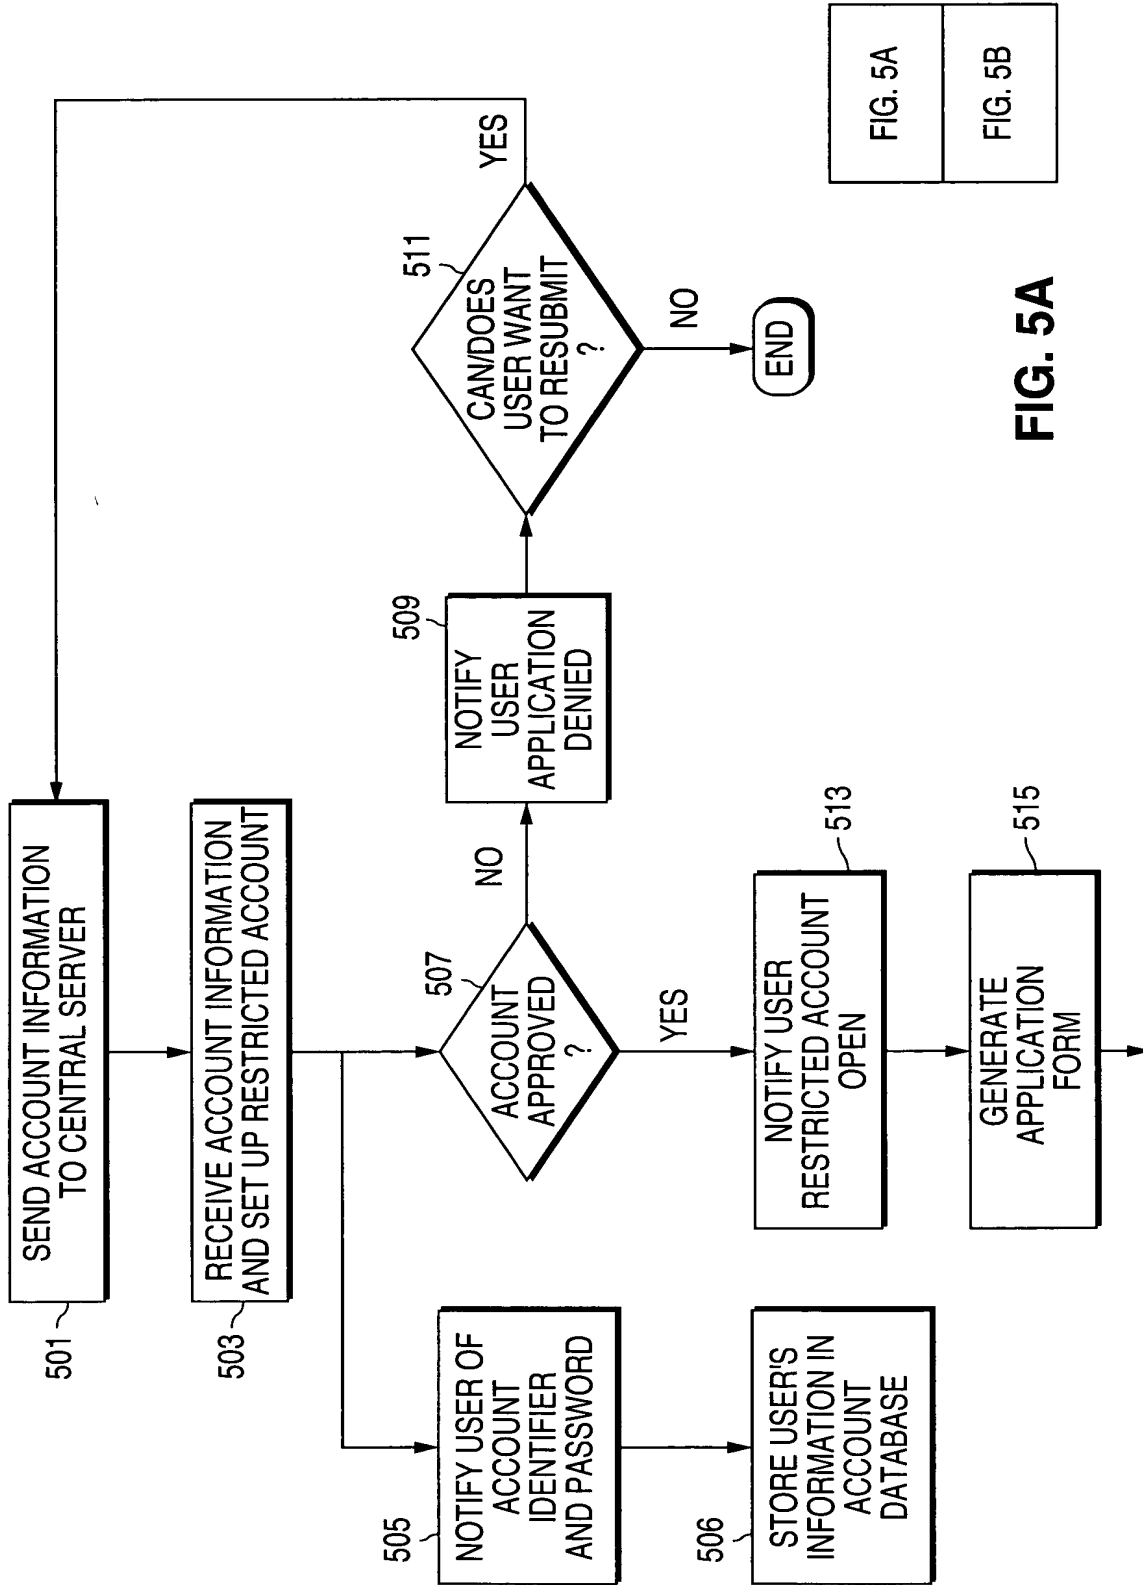 SEND ACCOUNT INFORMATION
TO CENTRAL SERVER
501
RECEIVE ACCOUNT INFORMATION
AND SET UP RESTRICTED ACCOUNT
503
NOTIFY USER OF
ACCOUNT
IDENTIFIER
AND PASSWORD
505
STORE USER'S
INFORMATION IN
ACCOUNT
DATABASE
506
ACCOUNT
APPROVED
?
507
NO
YES
NOTIFY
USER
APPLICATION
DENIED
509
CAN/DOES
USER WANT
TO RESUBMIT
?
511
YES
NO
END
NOTIFY USER
RESTRICTED ACCOUNT
OPEN
513
GENERATE
APPLICATION
FORM
515
FIG. 5A
FIG. 5B
FIG. 5A